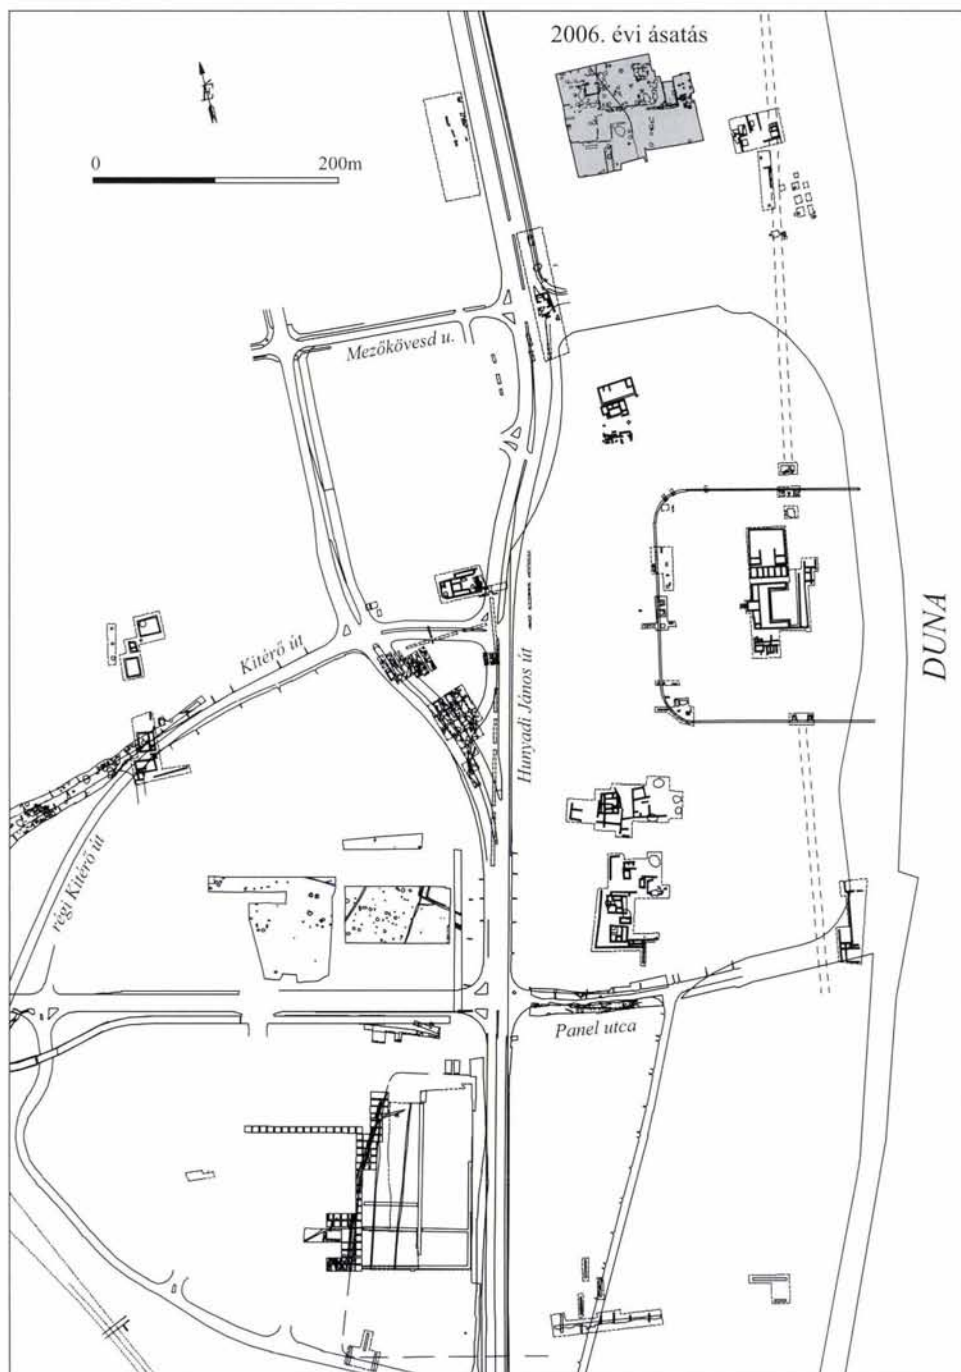 2006. évi ásatás
0 200m
Mezőkövesd u.
DUNA
Kitérő út
Hunyadi János út
régi Kitérő út
Panel utca